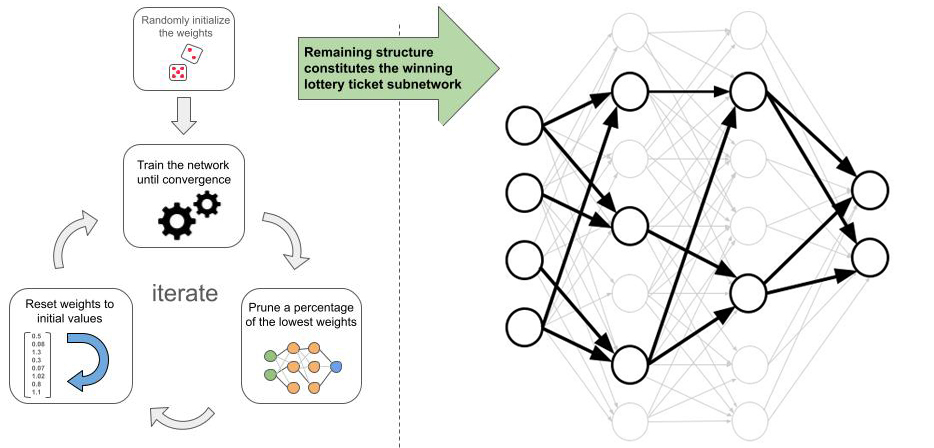 Randomly initialize
the weights
Remaining structure
constitutes the winning
lottery ticket subnetwork
Train the network
until convergence
iterate
Reset weights to
initial values
0.5
0.08
1.3
0.3
0.07
1.02
0.8
1.1
Prune a percentage
of the lowest weights